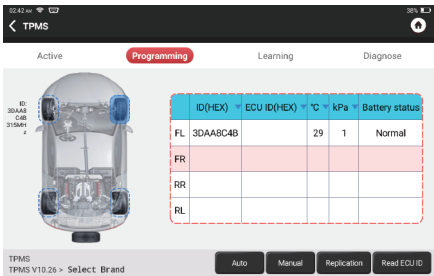 02:42 AM 38%
TPMS
Active Programming Learning Diagnose
ID:
3DAA8
C4B
315MH
z
ID(HEX) ECU ID(HEX) °C kPa Battery status
FL 3DAA8C4B 29 1 Normal
FR
RR
RL
TPMS
TPMS V10.26 > Select Brand
Auto Manual Replication Read ECU ID